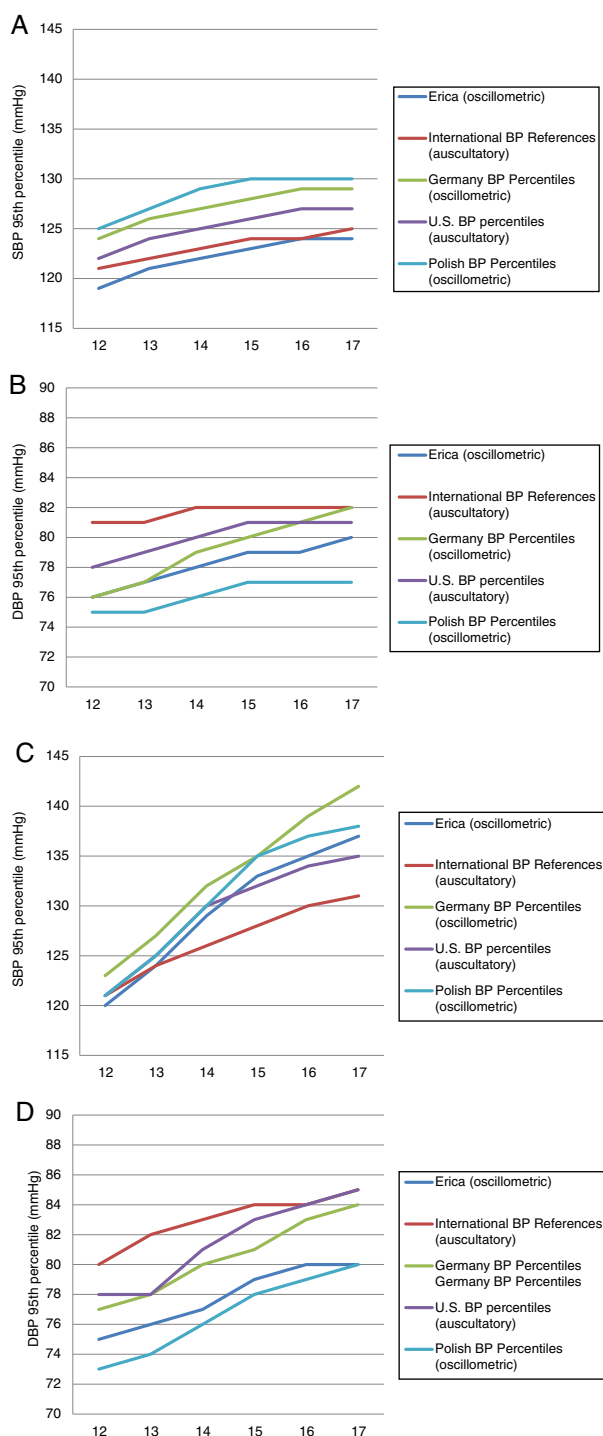 A
SBP 95th percentile (mmHg)
145
140
135
130
125
120
115
12 13 14 15 16 17
Erica (oscillometric)
International BP References
(auscultatory)
Germany BP Percentiles
(oscillometric)
U.S. BP percentiles
(auscultatory)
Polish BP Percentiles
(oscillometric)
B
DBP 95th percentile (mmHg)
90
88
86
84
82
80
78
76
74
72
70
12 13 14 15 16 17
Erica (oscillometric)
International BP References
(auscultatory)
Germany BP Percentiles
(oscillometric)
U.S. BP percentiles
(auscultatory)
Polish BP Percentiles
(oscillometric)
C
SBP 95th percentile (mmHg)
145
140
135
130
125
120
115
12 13 14 15 16 17
Erica (oscillometric)
International BP References
(auscultatory)
Germany BP Percentiles
(oscillometric)
U.S. BP percentiles
(auscultatory)
Polish BP Percentiles
(oscillometric)
D
DBP 95th percentile (mmHg)
90
88
86
84
82
80
78
76
74
72
70
12 13 14 15 16 17
Erica (oscillometric)
International BP References
(auscultatory)
Germany BP Percentiles
Germany BP Percentiles
U.S. BP percentiles
(auscultatory)
Polish BP Percentiles
(oscillometric)